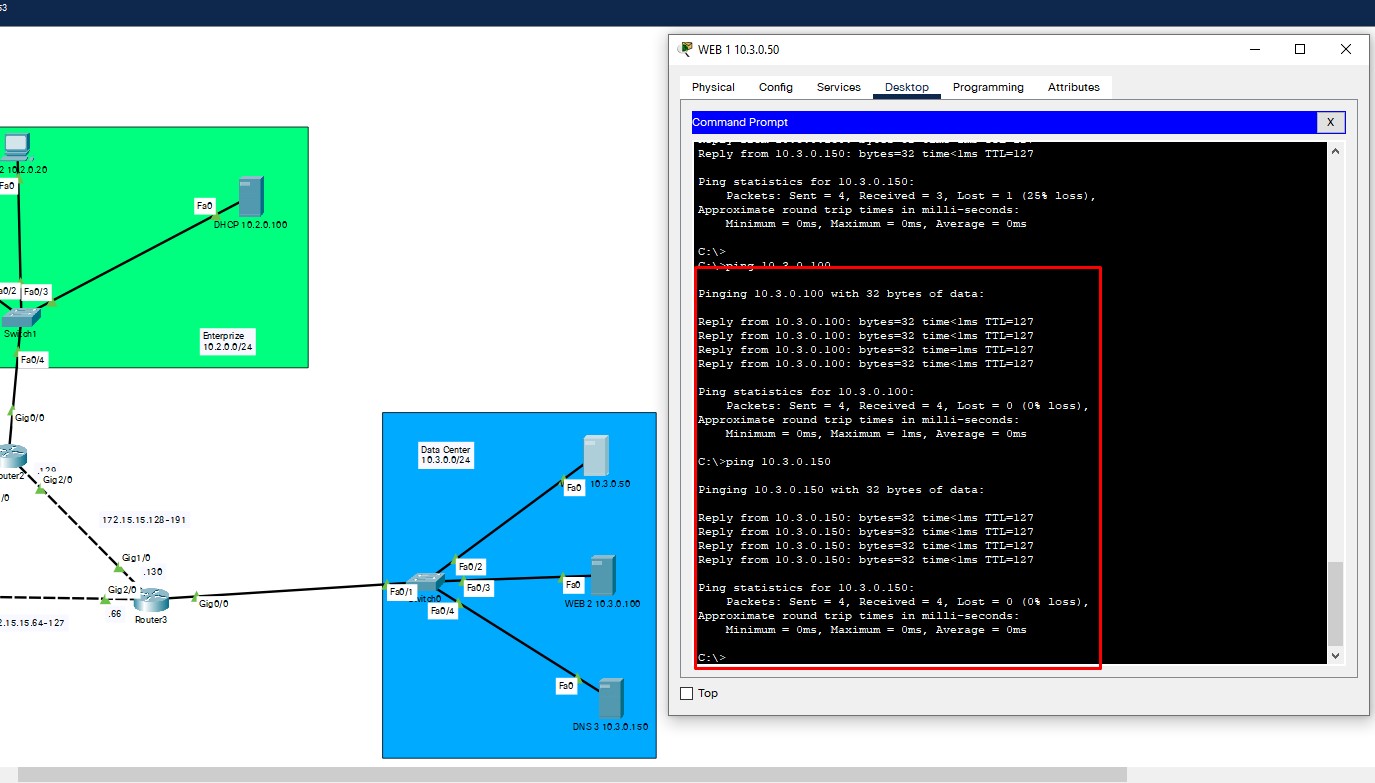 s3
2 10.2.0.20
Fa0
Fa0
DHCP 10.2.0.100
a0/2
Fa0/3
Switch1
Enterprize
10.2.0.0/24
Fa0/4
Gig0/0
outer2
.129
Gig2/0
/0
172.15.15.128-191
Gig1/0
.130
Gig2/0
.66
Router3
Gig0/0
2.15.15.64-127
Data Center
10.3.0.0/24
Fa0
10.3.0.50
Fa0/2
Fa0/1
Fa0/3
Fa0
witch0
Fa0/4
WEB 2 10.3.0.100
Fa0
DNS 3 10.3.0.150
WEB 1 10.3.0.50
Physical Config Services Desktop Programming Attributes
Command Prompt
X
Reply from 10.3.0.150: bytes=32 time<1ms TTL=127
Ping statistics for 10.3.0.150:
Packets: Sent = 4, Received = 3, Lost = 1 (25% loss),
Approximate round trip times in milli-seconds:
Minimum = 0ms, Maximum = 0ms, Average = 0ms
C:\>
C:\>ping 10.3.0.100
Pinging 10.3.0.100 with 32 bytes of data:
Reply from 10.3.0.100: bytes=32 time<1ms TTL=127
Reply from 10.3.0.100: bytes=32 time<1ms TTL=127
Reply from 10.3.0.100: bytes=32 time=1ms TTL=127
Reply from 10.3.0.100: bytes=32 time<1ms TTL=127
Ping statistics for 10.3.0.100:
Packets: Sent = 4, Received = 4, Lost = 0 (0% loss),
Approximate round trip times in milli-seconds:
Minimum = 0ms, Maximum = 1ms, Average = 0ms
C:\>ping 10.3.0.150
Pinging 10.3.0.150 with 32 bytes of data:
Reply from 10.3.0.150: bytes=32 time<1ms TTL=127
Reply from 10.3.0.150: bytes=32 time<1ms TTL=127
Reply from 10.3.0.150: bytes=32 time<1ms TTL=127
Reply from 10.3.0.150: bytes=32 time<1ms TTL=127
Ping statistics for 10.3.0.150:
Packets: Sent = 4, Received = 4, Lost = 0 (0% loss),
Approximate round trip times in milli-seconds:
Minimum = 0ms, Maximum = 0ms, Average = 0ms
C:\>
Top